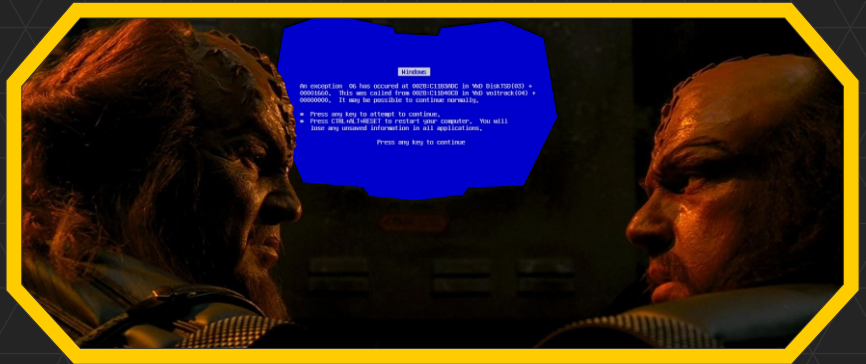 Windows
An exception 06 has occured at 0028:C11B3ADC in VxD DiskTSD(03) +
00001660. This was called from 0028:C11B40C8 in VxD voltrack(04) +
00000000. It may be possible to continue normally.
* Press any key to attempt to continue.
* Press CTRL+ALT+RESET to restart your computer. You will
lose any unsaved information in all applications.
Press any key to continue